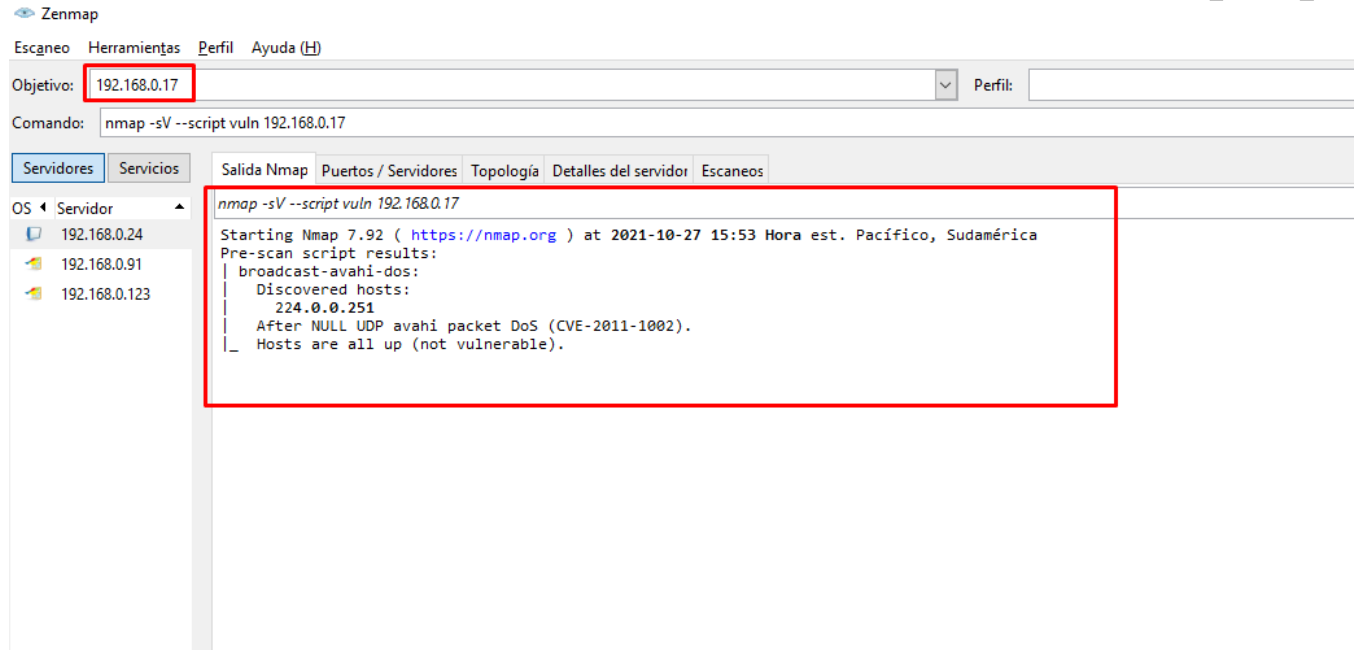 Zenmap
Escaneo Herramientas Perfil Ayuda (H)
Objetivo: 192.168.0.17 Perfil:
Comando: nmap -sV --script vuln 192.168.0.17
Servidores Servicios Salida Nmap Puertos / Servidores Topología Detalles del servidor Escaneos
OS Servidor nmap -sV --script vuln 192.168.0.17
192.168.0.24
192.168.0.91
192.168.0.123
Starting Nmap 7.92 ( https://nmap.org ) at 2021-10-27 15:53 Hora est. Pacífico, Sudamérica
Pre-scan script results:
| broadcast-avahi-dos:
|   Discovered hosts:
|     224.0.0.251
|   After NULL UDP avahi packet DoS (CVE-2011-1002).
|_  Hosts are all up (not vulnerable).